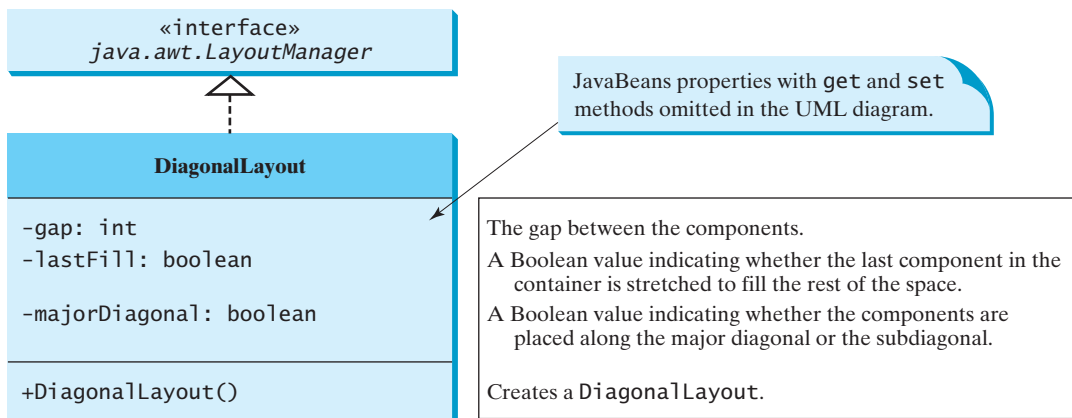 «interface»
java.awt.LayoutManager
JavaBeans properties with get and set
methods omitted in the UML diagram.
DiagonalLayout
-gap: int
-lastFill: boolean
-majorDiagonal: boolean
+DiagonalLayout()
The gap between the components.
A Boolean value indicating whether the last component in the
container is stretched to fill the rest of the space.
A Boolean value indicating whether the components are
placed along the major diagonal or the subdiagonal.
Creates a DiagonalLayout.